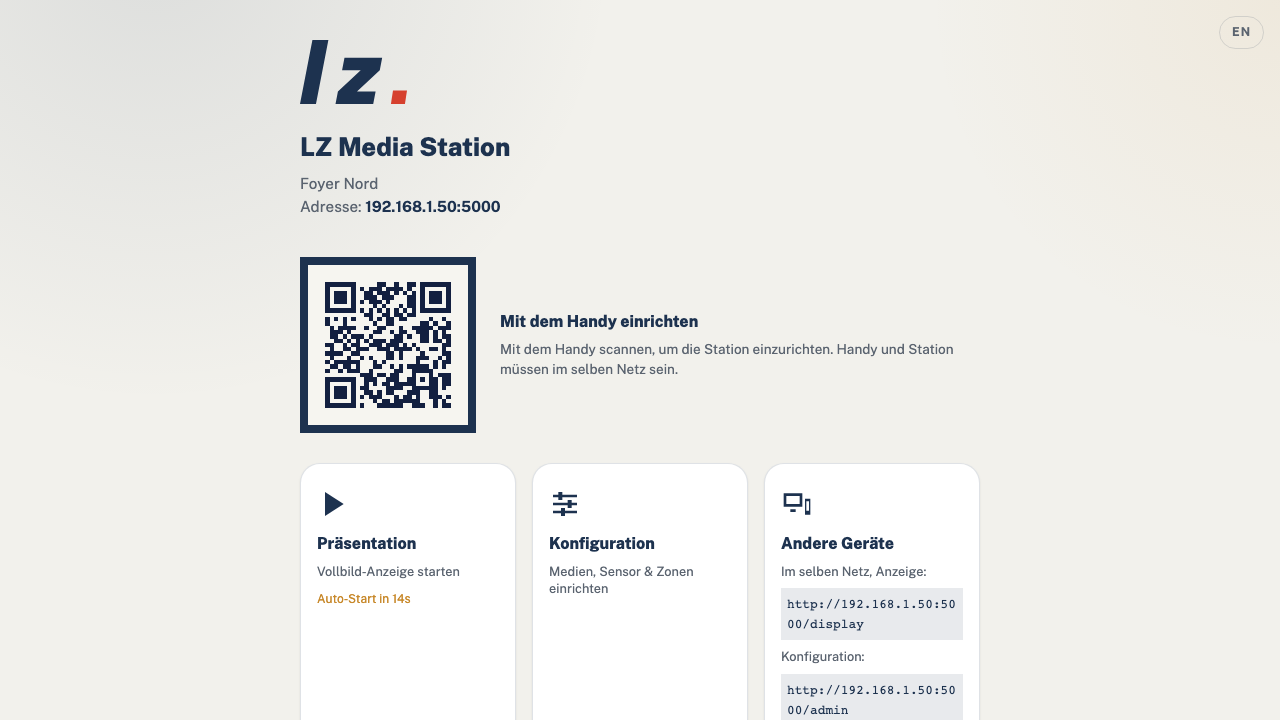 EN
lz.
LZ Media Station
Foyer Nord
Adresse: 192.168.1.50:5000
Mit dem Handy einrichten
Mit dem Handy scannen, um die Station einzurichten. Handy und Station
müssen im selben Netz sein.
Präsentation
Vollbild-Anzeige starten
Auto-Start in 14s
Konfiguration
Medien, Sensor & Zonen
einrichten
Andere Geräte
Im selben Netz, Anzeige:
http://192.168.1.50:50
00/display
Konfiguration:
http://192.168.1.50:50
00/admin